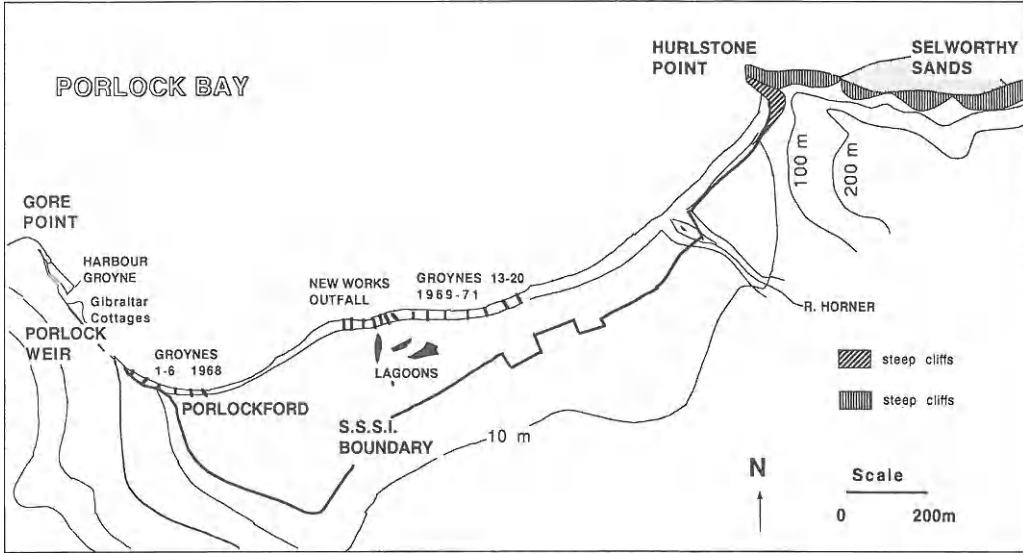 PORLOCK BAY
HURLSTONE
POINT
SELWORTHY
SANDS
100 m
200 m
GORE
POINT
HARBOUR
GROYNE
Gibraltar
Cottages
PORLOCK
WEIR
GROYNES
1-6 1968
PORLOCKFORD
NEW WORKS
OUTFALL
GROYNES 13-20
1969-71
LAGOONS
R. HORNER
S.S.S.I.
BOUNDARY
10 m
steep cliffs
steep cliffs
N
Scale
0 200m